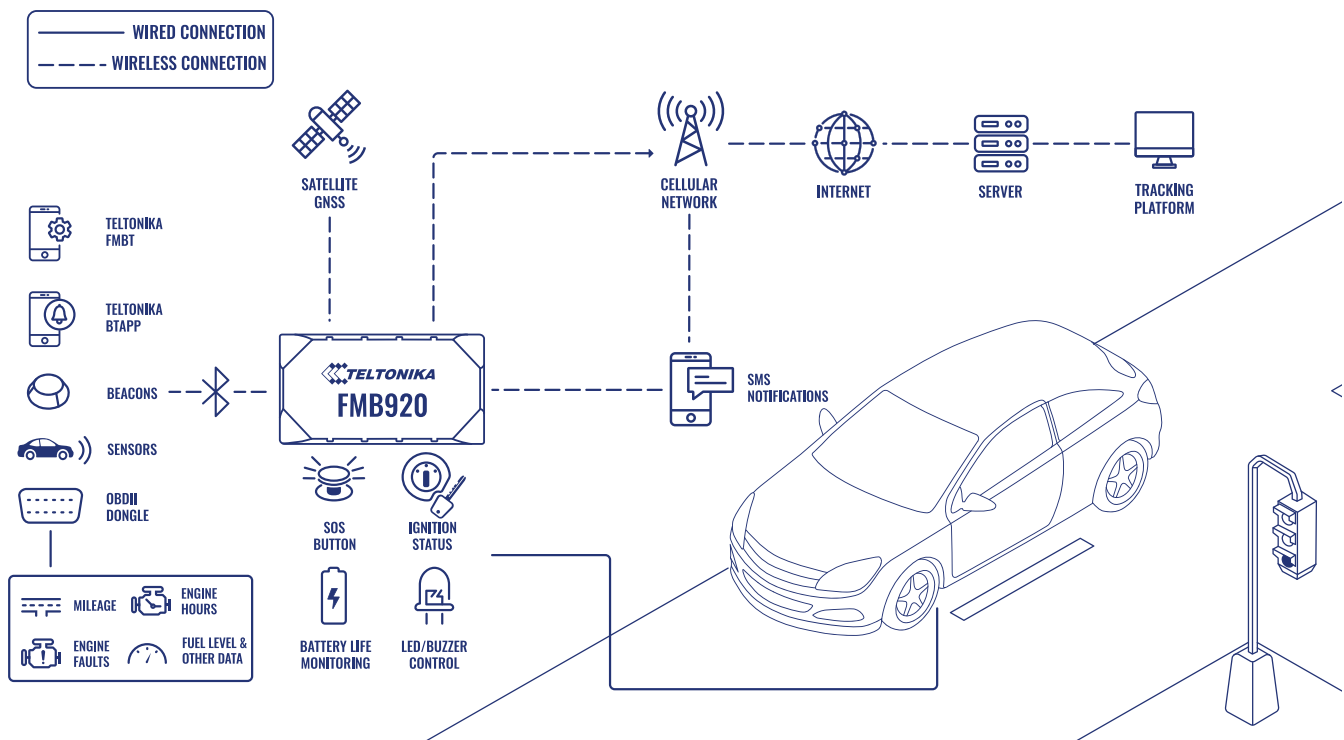 WIRED CONNECTION
WIRELESS CONNECTION
SATELLITE
GNSS
CELLULAR
NETWORK
INTERNET
SERVER
TRACKING
PLATFORM
TELTONIKA
FMBT
TELTONIKA
BTAPP
BEACONS
SENSORS
OBDII
DONGLE
TELTONIKA
FMB920
SMS
NOTIFICATIONS
SOS
BUTTON
IGNITION
STATUS
BATTERY LIFE
MONITORING
LED/BUZZER
CONTROL
MILEAGE
ENGINE
HOURS
ENGINE
FAULTS
FUEL LEVEL &
OTHER DATA